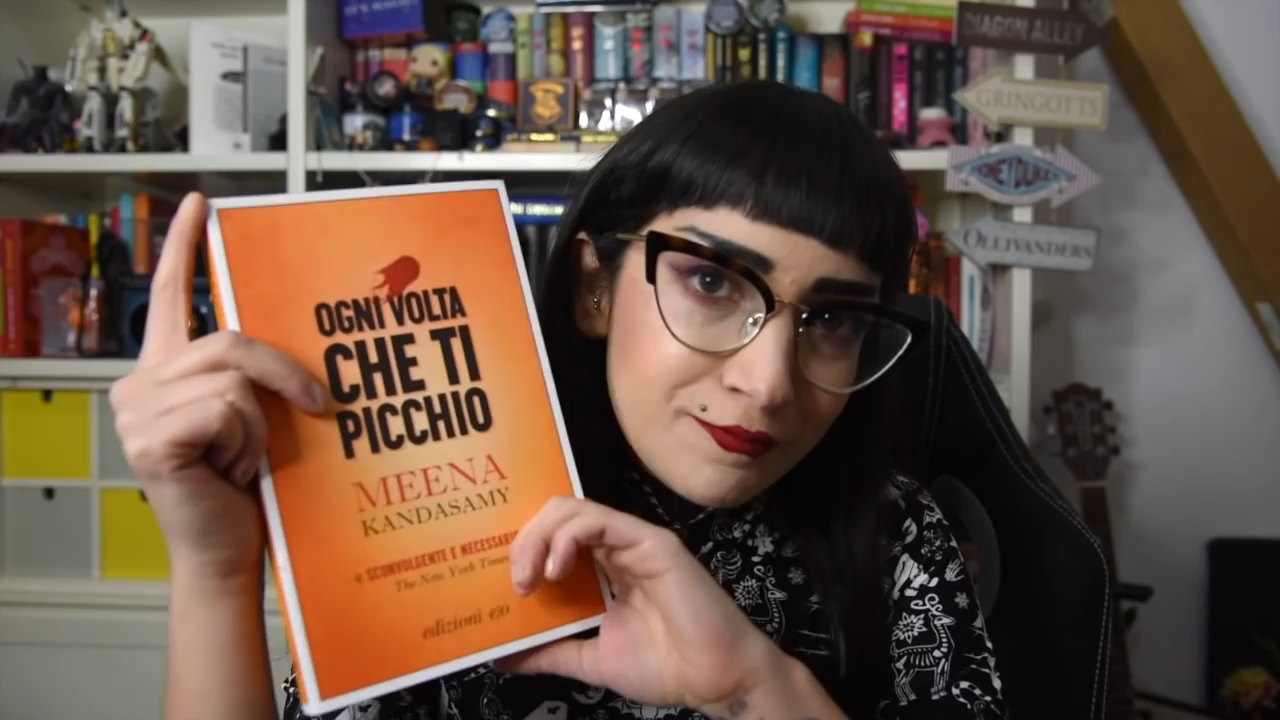 DIAGON ALLEY
GRINGOTTS
OLLIVANDERS
OGNI VOLTA
CHE TI
PICCHIO
MEENA
KANDASAMY
SCONVOLGENTE E NECESSARIO
The New York Times
edizioni e/o